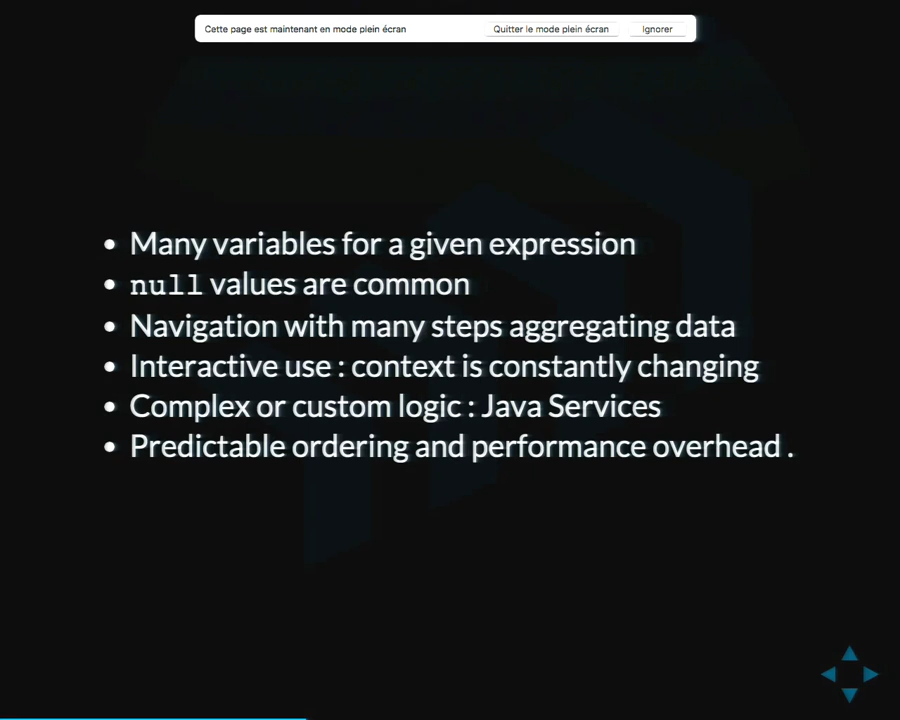 Cette page est maintenant en mode plein écran Quitter le mode plein écran Ignorer
Many variables for a given expression
null values are common
Navigation with many steps aggregating data
Interactive use : context is constantly changing
Complex or custom logic : Java Services
Predictable ordering and performance overhead .